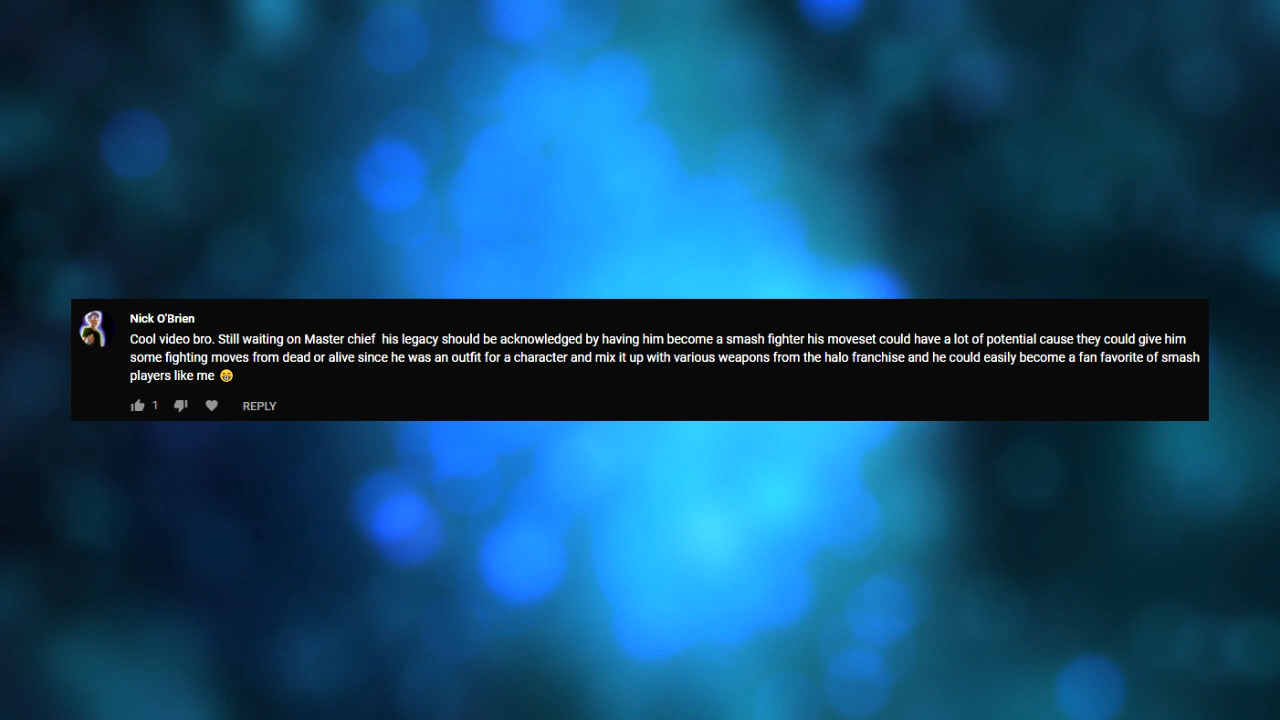 Nick O'Brien
Cool video bro. Still waiting on Master chief  his legacy should be acknowledged by having him become a smash fighter his moveset could have a lot of potential cause they could give him
some fighting moves from dead or alive since he was an outfit for a character and mix it up with various weapons from the halo franchise and he could easily become a fan favorite of smash
players like me 😁
1 REPLY